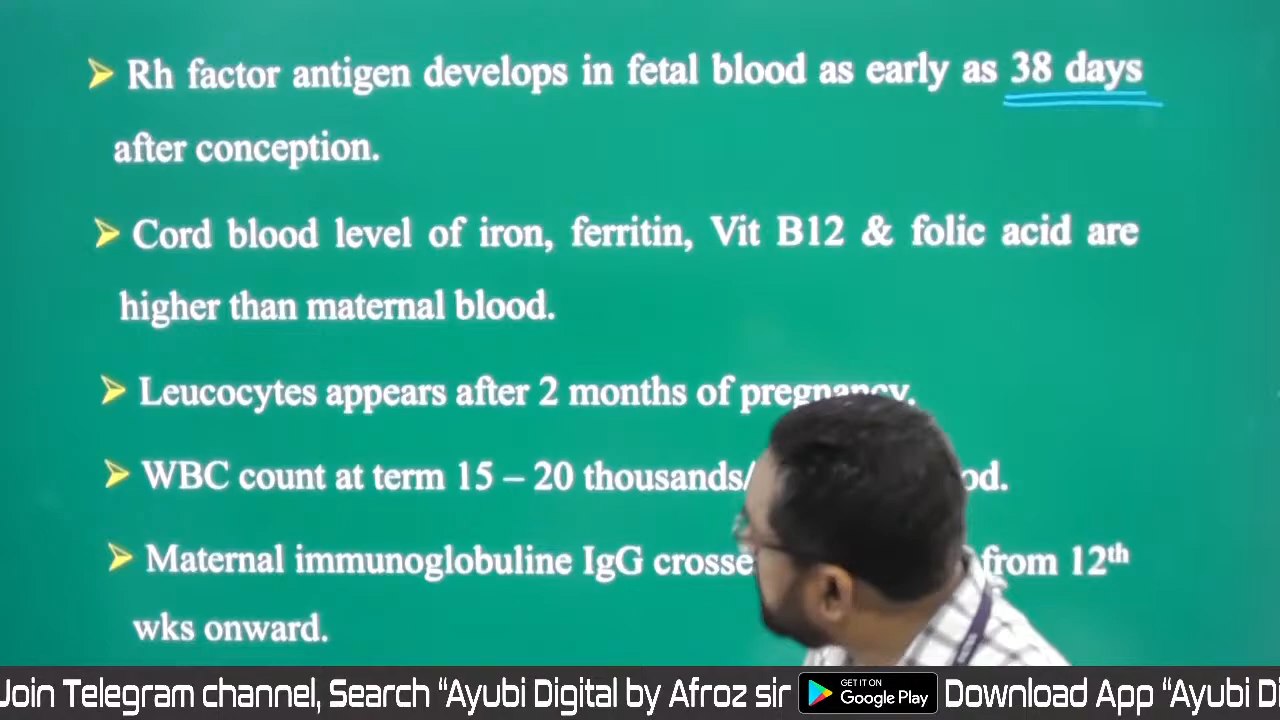 Rh factor antigen develops in fetal blood as early as 38 days
after conception.
Cord blood level of iron, ferritin, Vit B12 & folic acid are
higher than maternal blood.
Leucocytes appears after 2 months of pregnancy.
WBC count at term 15 – 20 thousands/
Maternal immunoglobuline IgG from 12th
wks onward.
Join Telegram channel, Search “Ayubi Digital by Afroz sir GET IT ON Google Play Download App “Ayubi